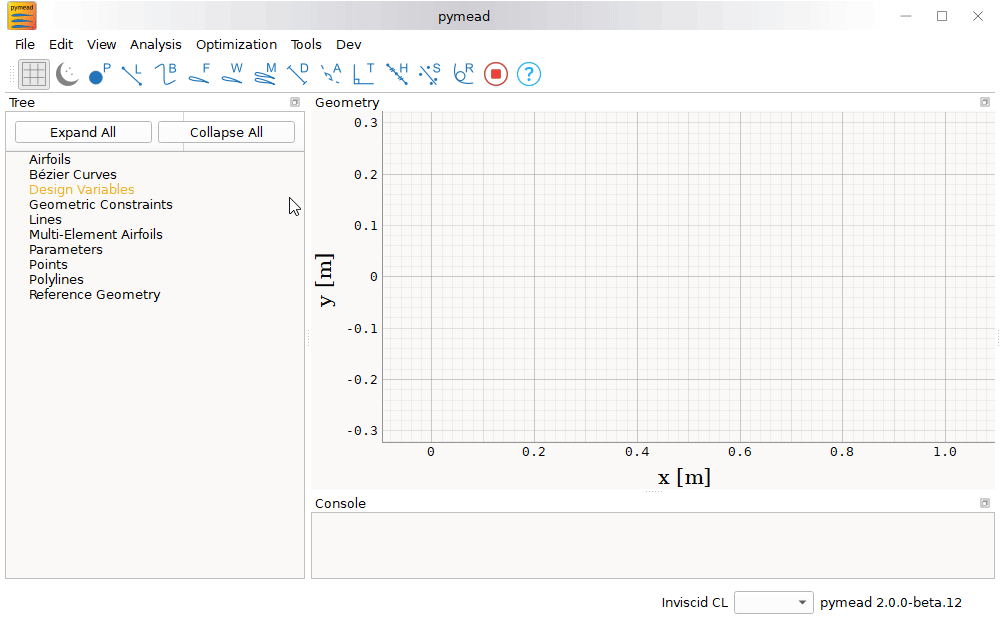 pymead
pymead
File Edit View Analysis Optimization Tools Dev
P L B F W M D A T H S R ?
Tree
Expand All Collapse All
Airfoils
Bézier Curves
Design Variables
Geometric Constraints
Lines
Multi-Element Airfoils
Parameters
Points
Polylines
Reference Geometry
Geometry
0.3
0.2
0.1
0
-0.1
-0.2
-0.3
y [m]
0 0.2 0.4 0.6 0.8 1.0
x [m]
Console
Inviscid CL pymead 2.0.0-beta.12